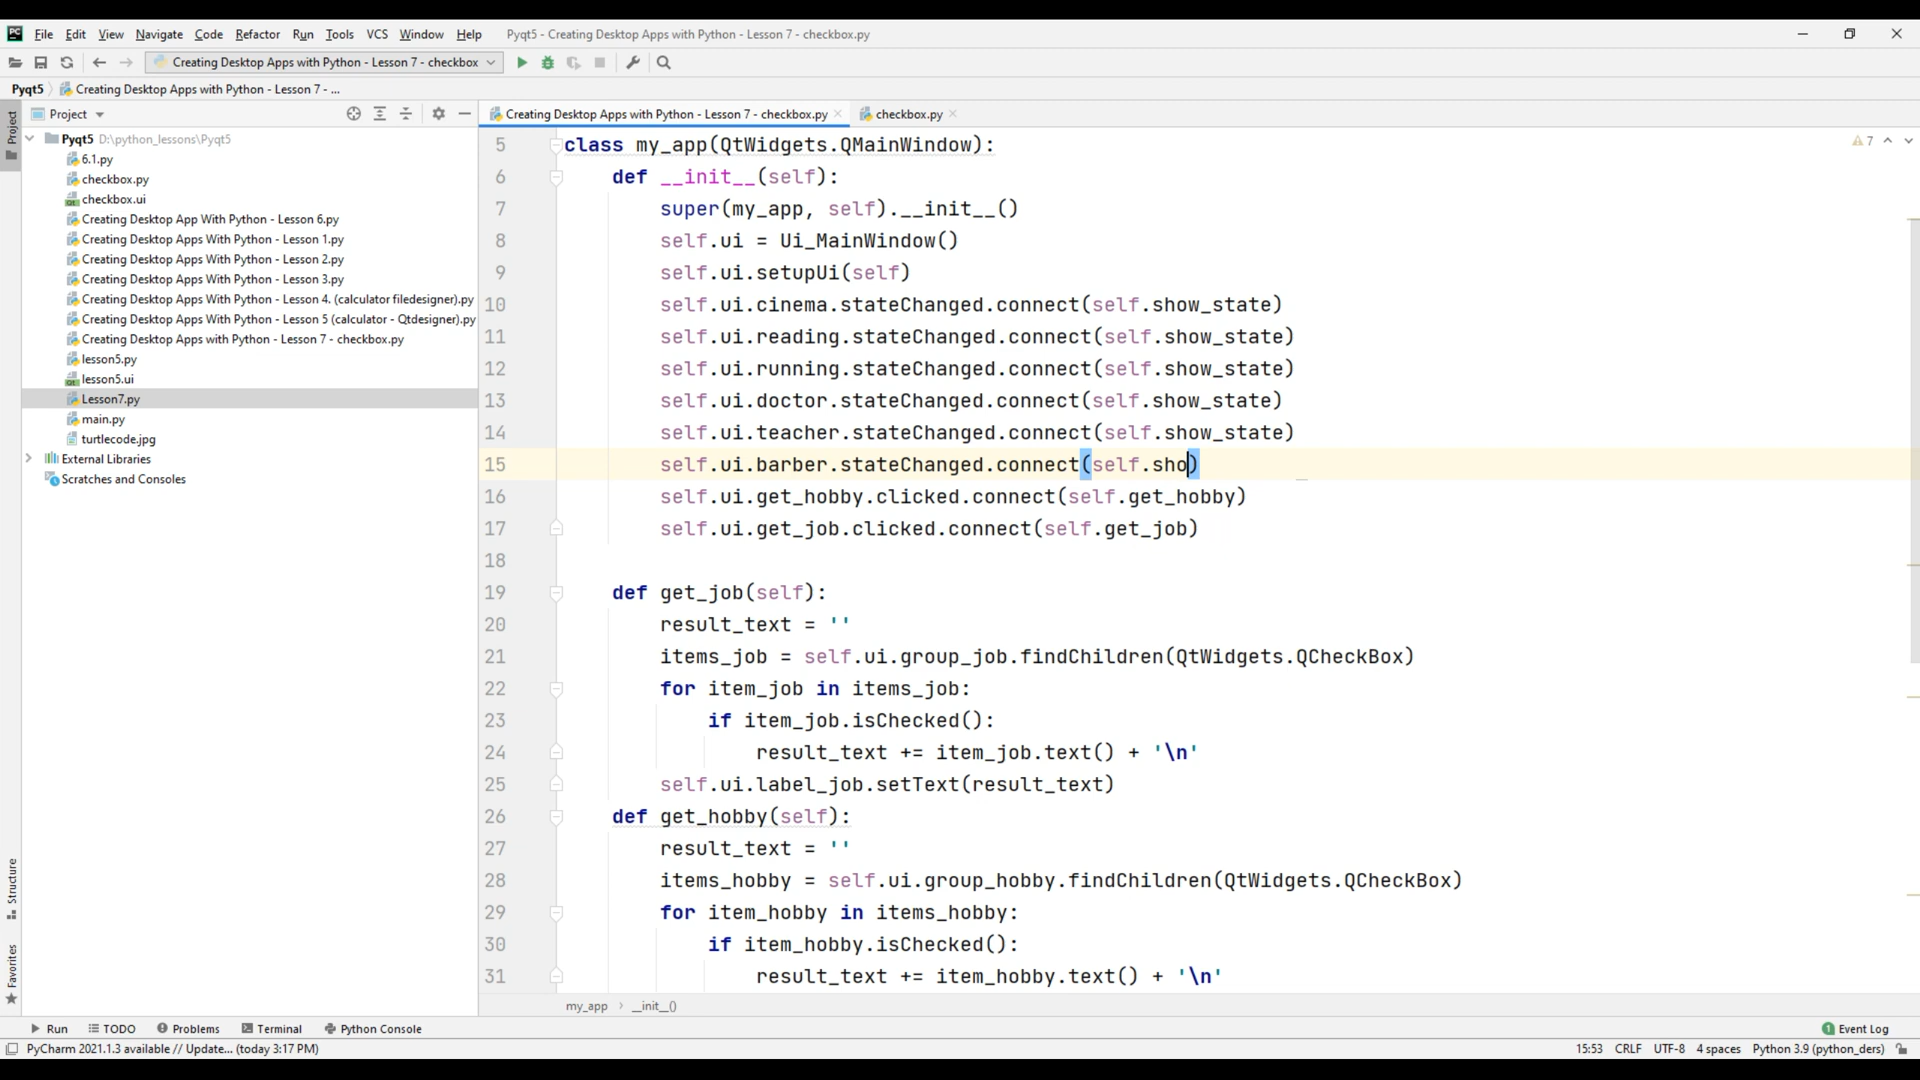 PC File Edit View Navigate Code Refactor Run Tools VCS Window Help Pyqt5 - Creating Desktop Apps with Python - Lesson 7 - checkbox.py
Creating Desktop Apps with Python - Lesson 7 - checkbox
Pyqt5 Creating Desktop Apps with Python - Lesson 7 - ...
Project
Project
Creating Desktop Apps with Python - Lesson 7 - checkbox.py
checkbox.py
Pyqt5 D:\python_lessons\Pyqt5
6.1.py
checkbox.py
checkbox.ui
Creating Desktop App With Python - Lesson 6.py
Creating Desktop Apps With Python - Lesson 1.py
Creating Desktop Apps With Python - Lesson 2.py
Creating Desktop Apps With Python - Lesson 3.py
Creating Desktop Apps With Python - Lesson 4. (calculator filedesigner).py
Creating Desktop Apps With Python - Lesson 5 (calculator - Qtdesigner).py
Creating Desktop Apps with Python - Lesson 7 - checkbox.py
lesson5.py
lesson5.ui
Lesson7.py
main.py
turtlecode.jpg
External Libraries
Scratches and Consoles
Structure
Favorites
7
5 class my_app(QtWidgets.QMainWindow):
6 def __init__(self):
7 super(my_app, self).__init__()
8 self.ui = Ui_MainWindow()
9 self.ui.setupUi(self)
10 self.ui.cinema.stateChanged.connect(self.show_state)
11 self.ui.reading.stateChanged.connect(self.show_state)
12 self.ui.running.stateChanged.connect(self.show_state)
13 self.ui.doctor.stateChanged.connect(self.show_state)
14 self.ui.teacher.stateChanged.connect(self.show_state)
15 self.ui.barber.stateChanged.connect(self.sho)
16 self.ui.get_hobby.clicked.connect(self.get_hobby)
17 self.ui.get_job.clicked.connect(self.get_job)
18
19 def get_job(self):
20 result_text = ''
21 items_job = self.ui.group_job.findChildren(QtWidgets.QCheckBox)
22 for item_job in items_job:
23 if item_job.isChecked():
24 result_text += item_job.text() + '\n'
25 self.ui.label_job.setText(result_text)
26 def get_hobby(self):
27 result_text = ''
28 items_hobby = self.ui.group_hobby.findChildren(QtWidgets.QCheckBox)
29 for item_hobby in items_hobby:
30 if item_hobby.isChecked():
31 result_text += item_hobby.text() + '\n'
my_app __init__()
Run TODO Problems Terminal Python Console 1 Event Log
PyCharm 2021.1.3 available // Update... (today 3:17 PM) 15:53 CRLF UTF-8 4 spaces Python 3.9 (python_ders)